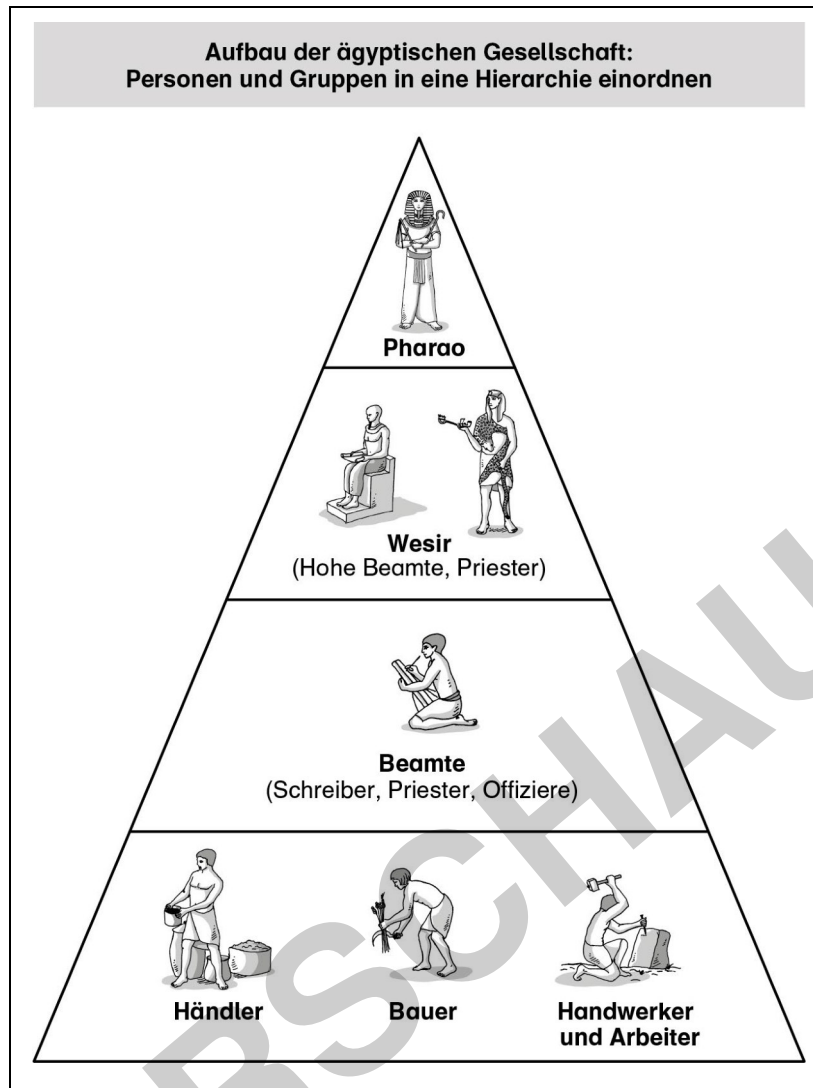 Aufbau der ägyptischen Gesellschaft:
Personen und Gruppen in eine Hierarchie einordnen
Pharao
Wesir
(Hohe Beamte, Priester)
Beamte
(Schreiber, Priester, Offiziere)
Händler
Bauer
Handwerker
und Arbeiter
RSCHAU